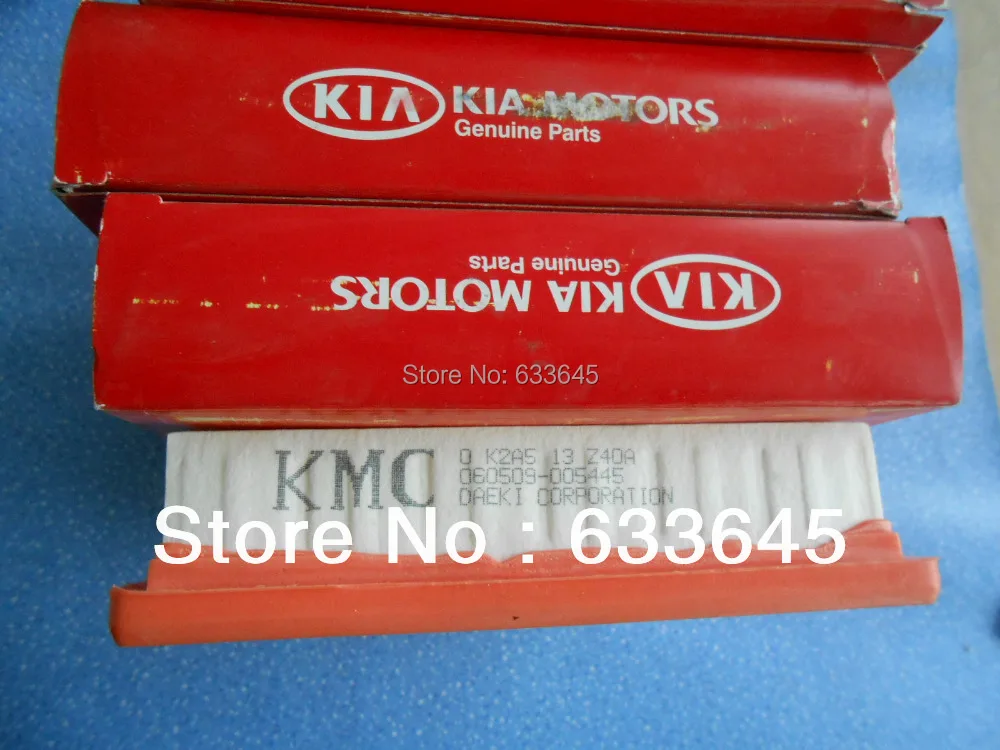 KIA KIA MOTORS
Genuine Parts
KIA KIA MOTORS
Genuine Parts
Store No: 633645
KMC
0 K2A5 13 Z40A
060509-005445
DAEKI CORPORATION
Store No : 633645